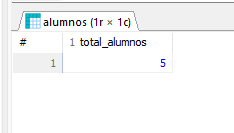 alumnos (1r × 1c)
# 1 total_alumnos
1 5